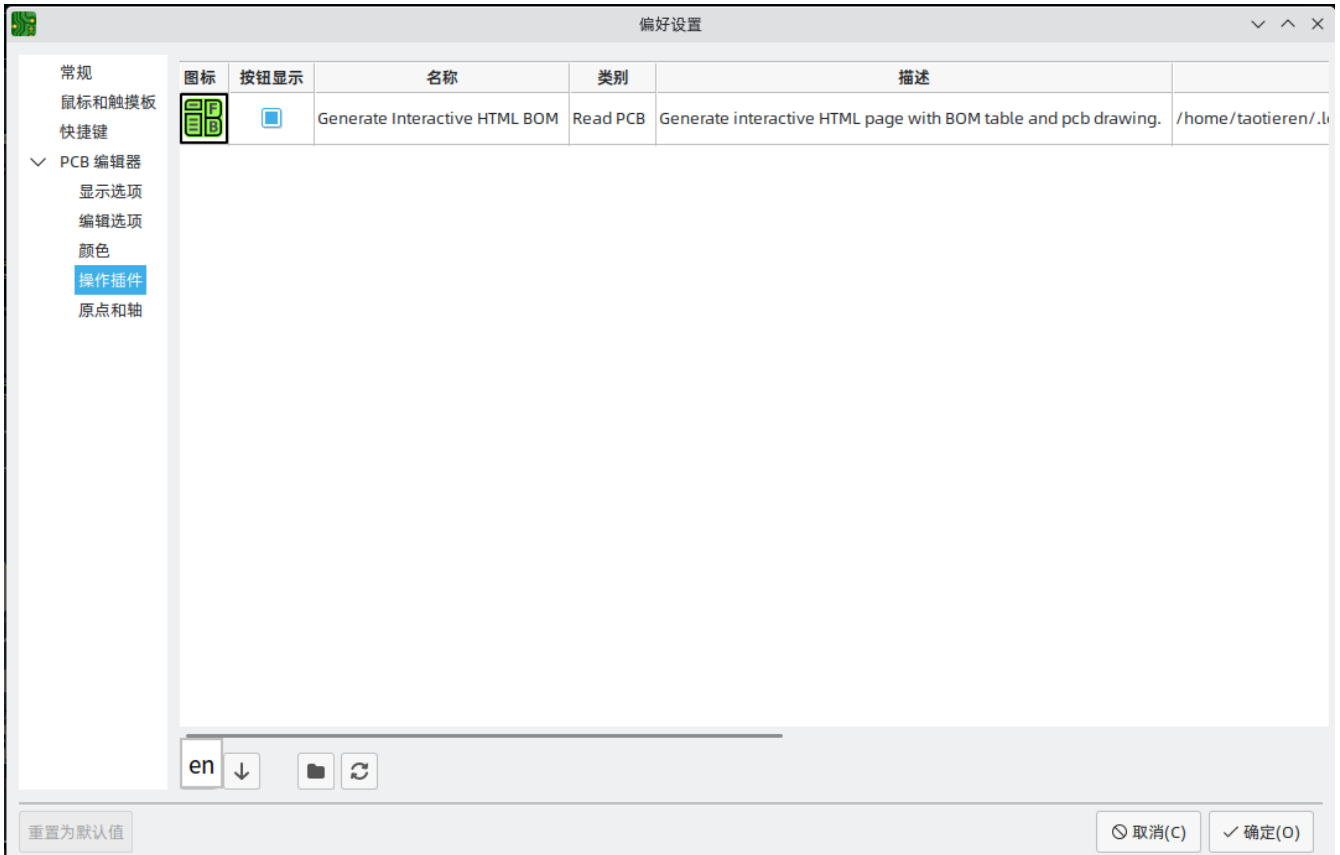 偏好设置
常规
鼠标和触摸板
快捷键
PCB 编辑器
显示选项
编辑选项
颜色
操作插件
原点和轴
图标 按钮显示 名称 类别 描述
F B Generate Interactive HTML BOM Read PCB Generate interactive HTML page with BOM table and pcb drawing. /home/taotieren/.l
en
重置为默认值 取消(C) 确定(O)